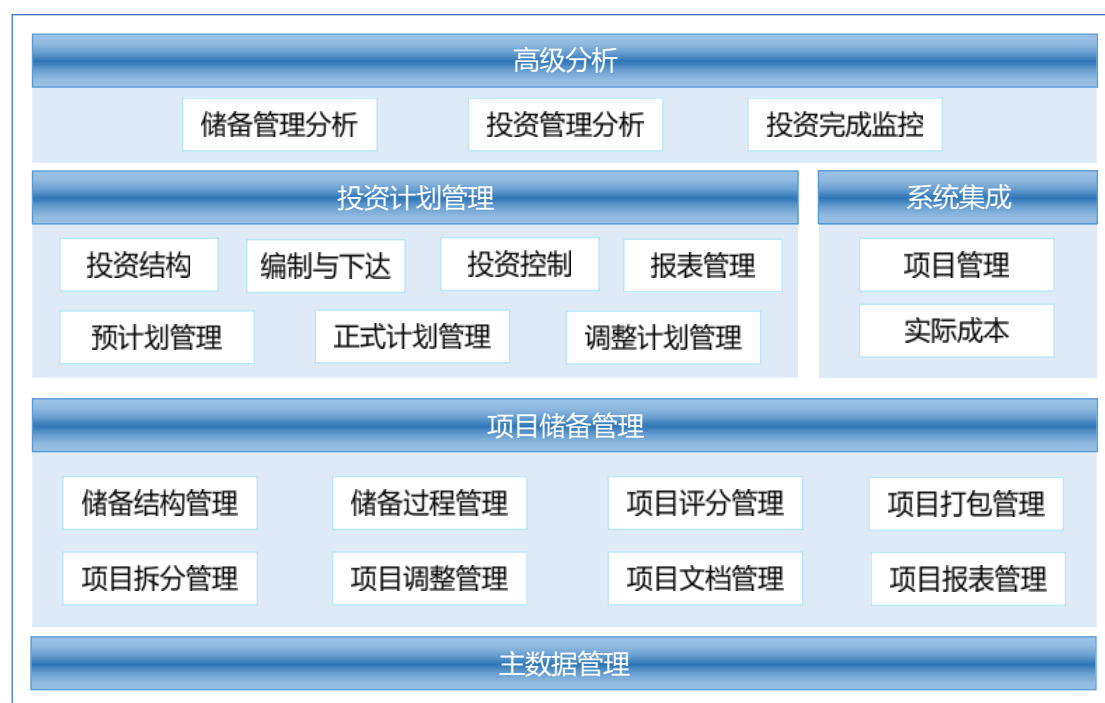 高级分析
储备管理分析
投资管理分析
投资完成监控
投资计划管理
投资结构
编制与下达
投资控制
报表管理
预计划管理
正式计划管理
调整计划管理
系统集成
项目管理
实际成本
项目储备管理
储备结构管理
储备过程管理
项目评分管理
项目打包管理
项目拆分管理
项目调整管理
项目文档管理
项目报表管理
主数据管理